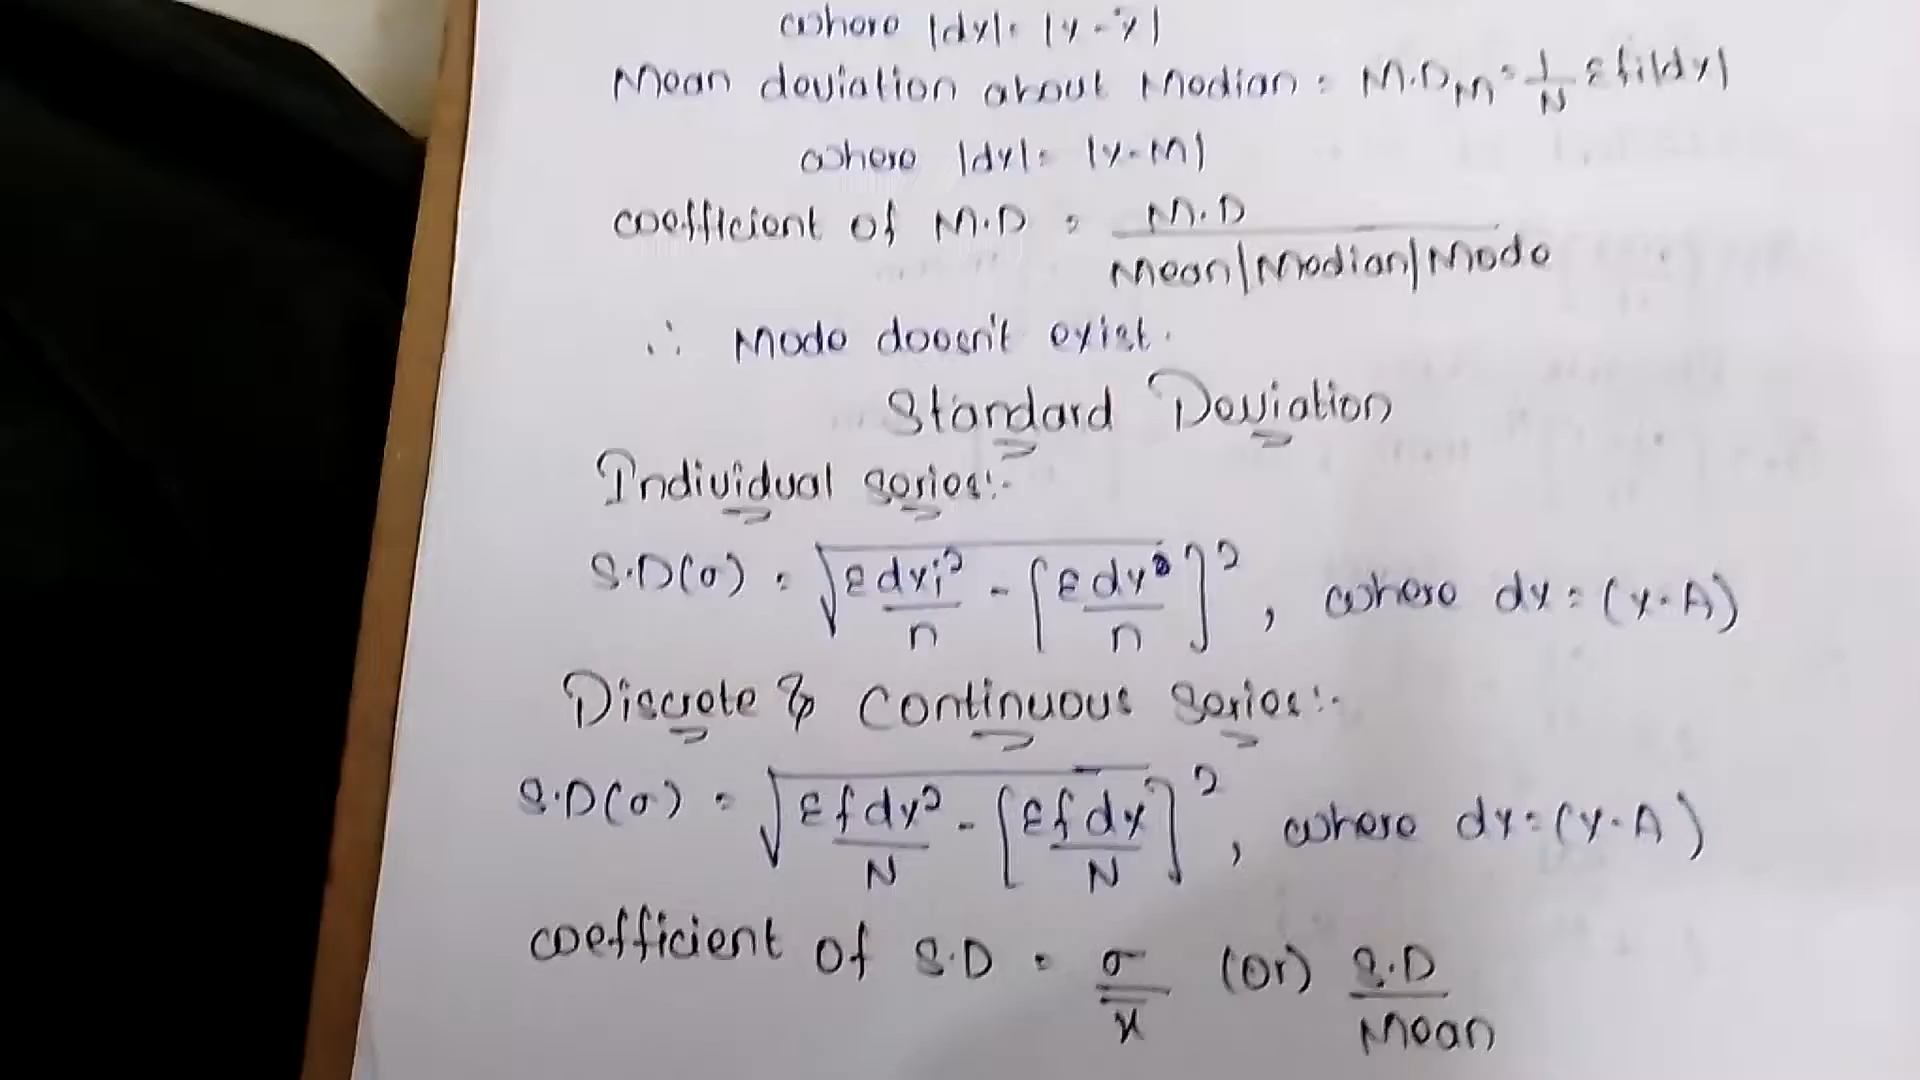 where |dx| = |x - x̄|
Mean deviation about Median = M.D_M = 1/N Σfi|dx|
where |dx| = |x-M|
coefficient of M.D = M.D / Mean|Median|Mode
∴ Mode doesn't exist.
Standard Deviation
Individual series:-
S.D(σ) = √Σdxi²/n - [Σdx/n]², where dx = (x-A)
Discrete & Continuous series:-
S.D(σ) = √Σfdx²/N - [Σfdx/N]², where dx = (x-A)
coefficient of S.D = σ/x̄ (or) S.D/Mean